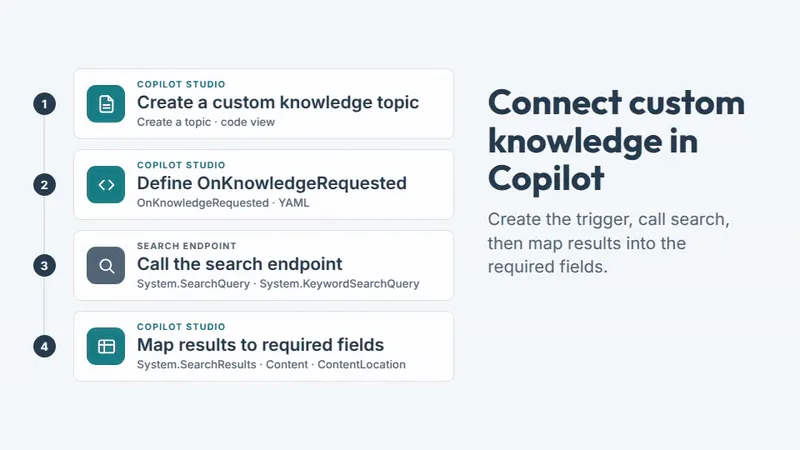 1
COPILOT STUDIO
Create a custom knowledge topic
Create a topic · code view
2
COPILOT STUDIO
Define OnKnowledgeRequested
OnKnowledgeRequested · YAML
3
SEARCH ENDPOINT
Call the search endpoint
System.SearchQuery · System.KeywordSearchQuery
4
COPILOT STUDIO
Map results to required fields
System.SearchResults · Content · ContentLocation
Connect custom
knowledge in
Copilot
Create the trigger, call search,
then map results into the
required fields.